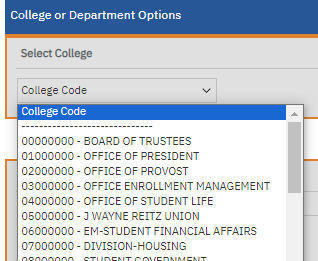 College or Department Options
Select College
College Code
College Code
----------------------------
00000000 - BOARD OF TRUSTEES
01000000 - OFFICE OF PRESIDENT
02000000 - OFFICE OF PROVOST
03000000 - OFFICE ENROLLMENT MANAGEMENT
04000000 - OFFICE OF STUDENT LIFE
05000000 - J WAYNE REITZ UNION
06000000 - EM-STUDENT FINANCIAL AFFAIRS
07000000 - DIVISION-HOUSING
08000000 - STUDENT GOVERNMENT